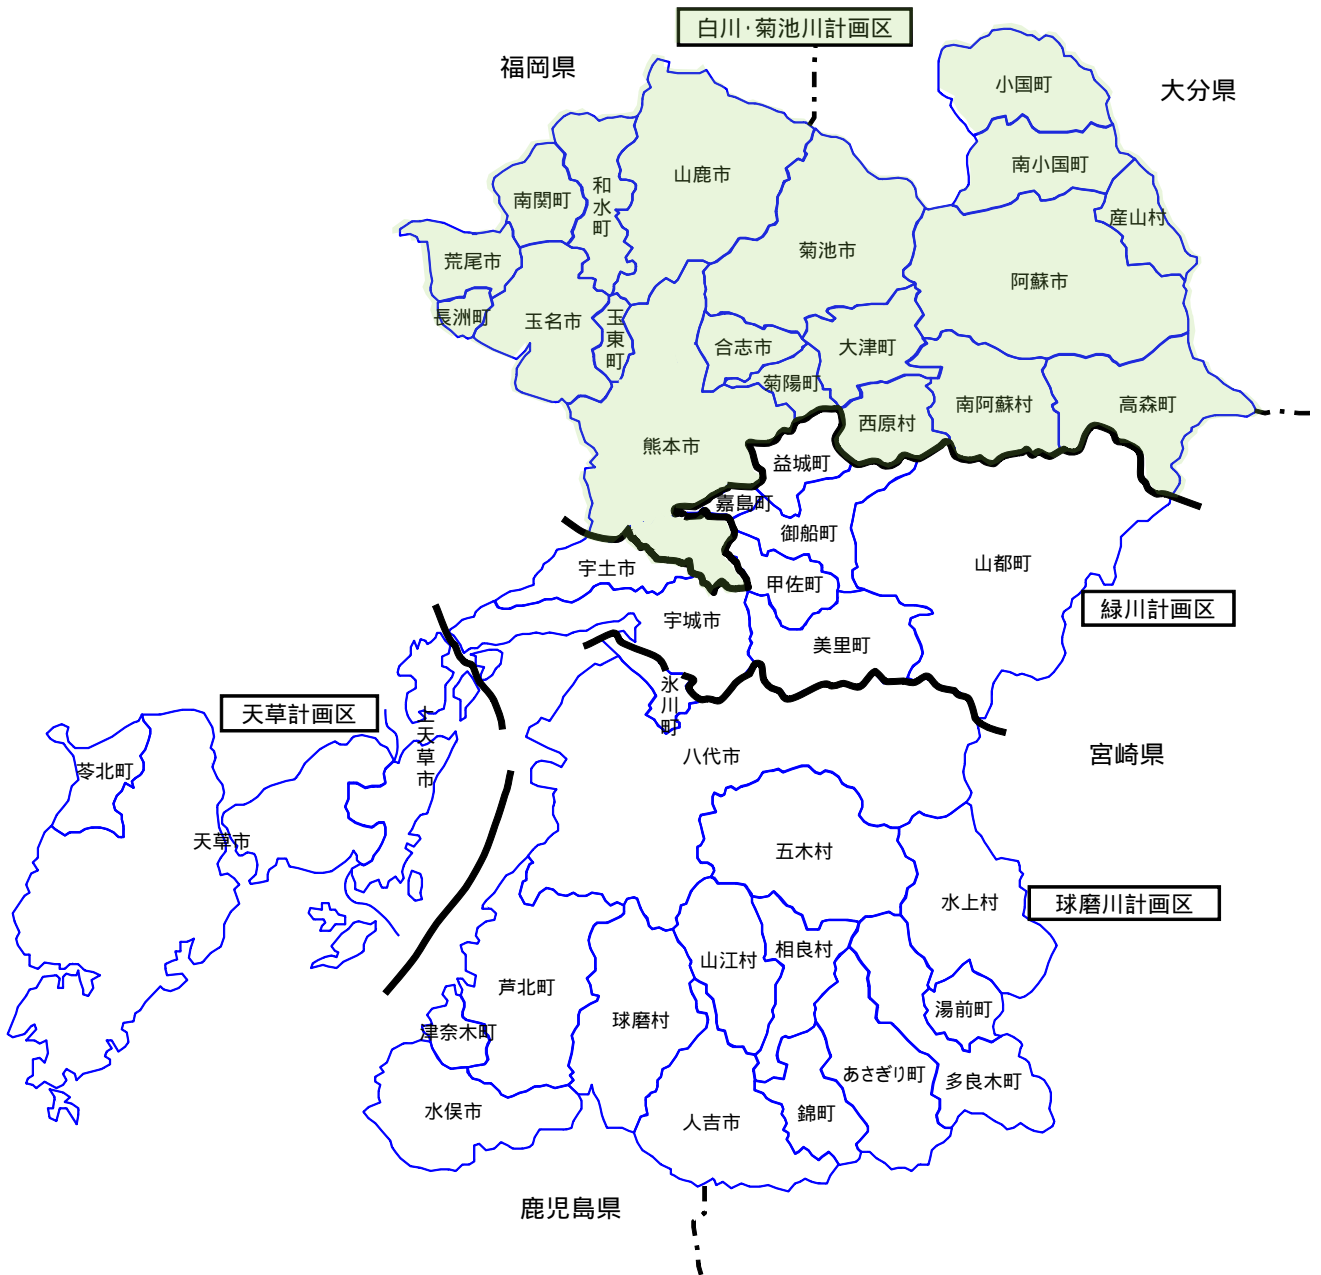 白川・菊池川計画区
福岡県
大分県
小国町
南小国町
山鹿市
和水町
南関町
産山村
菊池市
荒尾市
阿蘇市
長洲町
玉名市
玉東町
合志市
大津町
菊陽町
南阿蘇村
高森町
西原村
熊本市
益城町
嘉島町
御船町
山都町
宇土市
甲佐町
緑川計画区
宇城市
美里町
氷川町
天草計画区
上天草市
苓北町
八代市
宮崎県
天草市
五木村
水上村
球磨川計画区
相良村
山江村
芦北町
湯前町
球磨村
津奈木町
あさぎり町
多良木町
水俣市
錦町
人吉市
鹿児島県